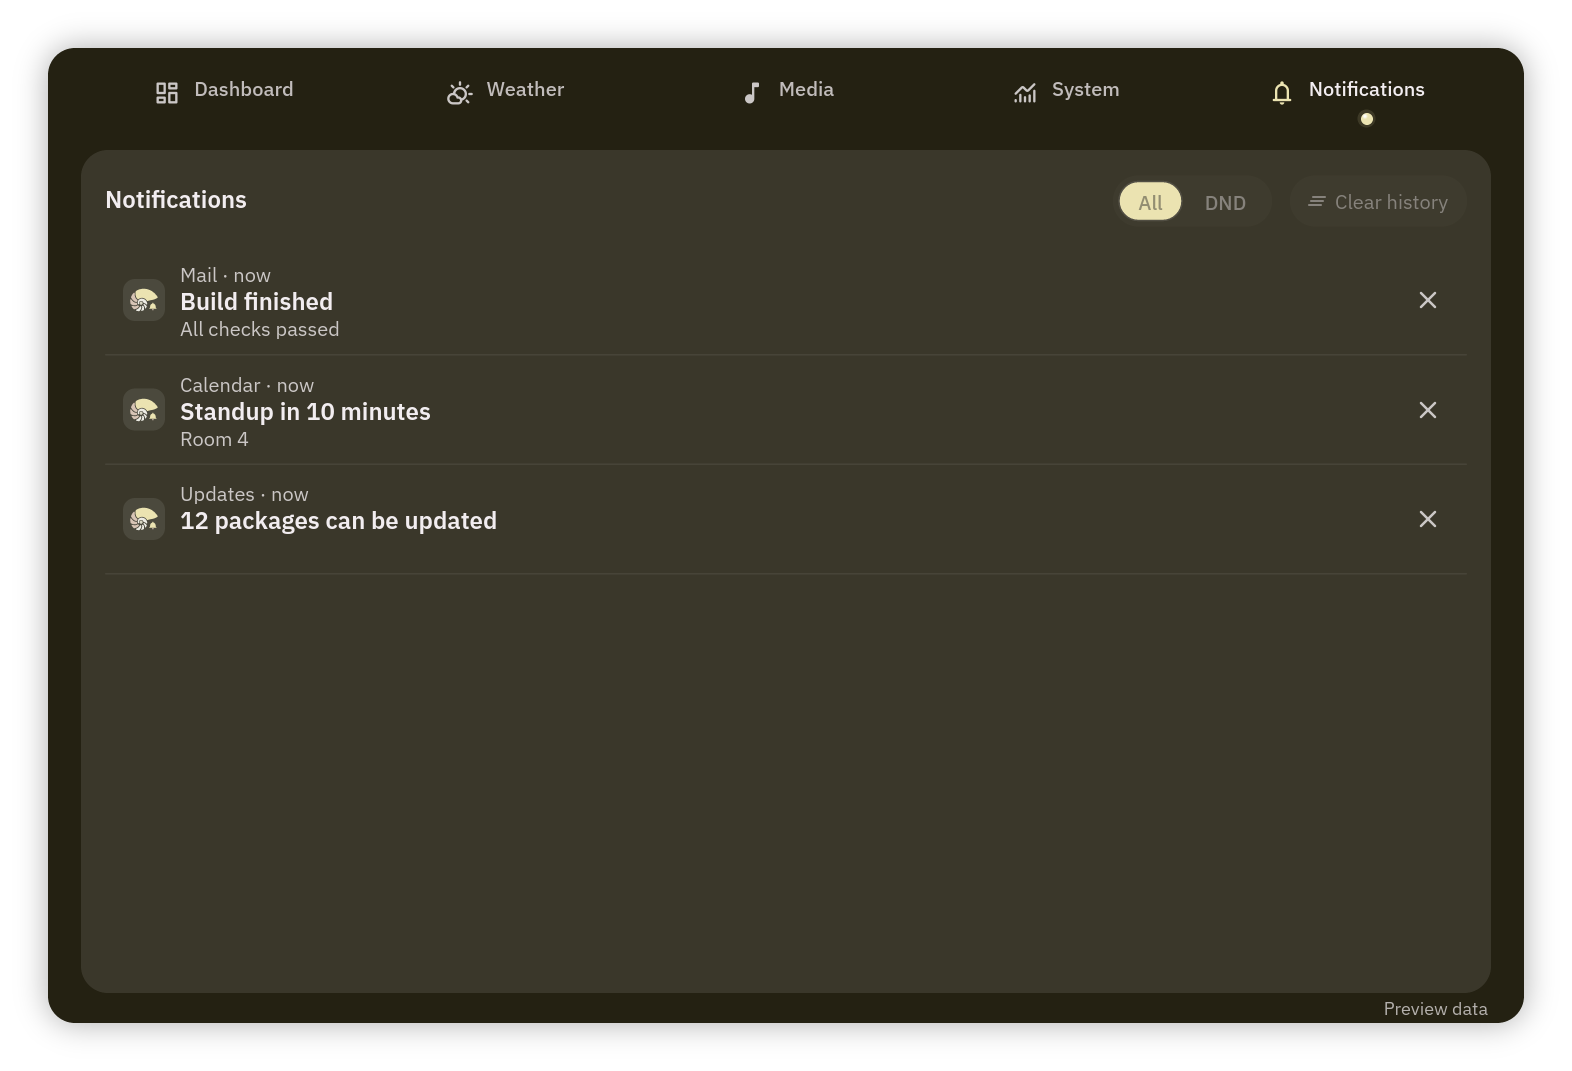 Dashboard
Weather
Media
System
Notifications
Notifications
All
DND
Clear history
Mail · now
Build finished
All checks passed
Calendar · now
Standup in 10 minutes
Room 4
Updates · now
12 packages can be updated
Preview data